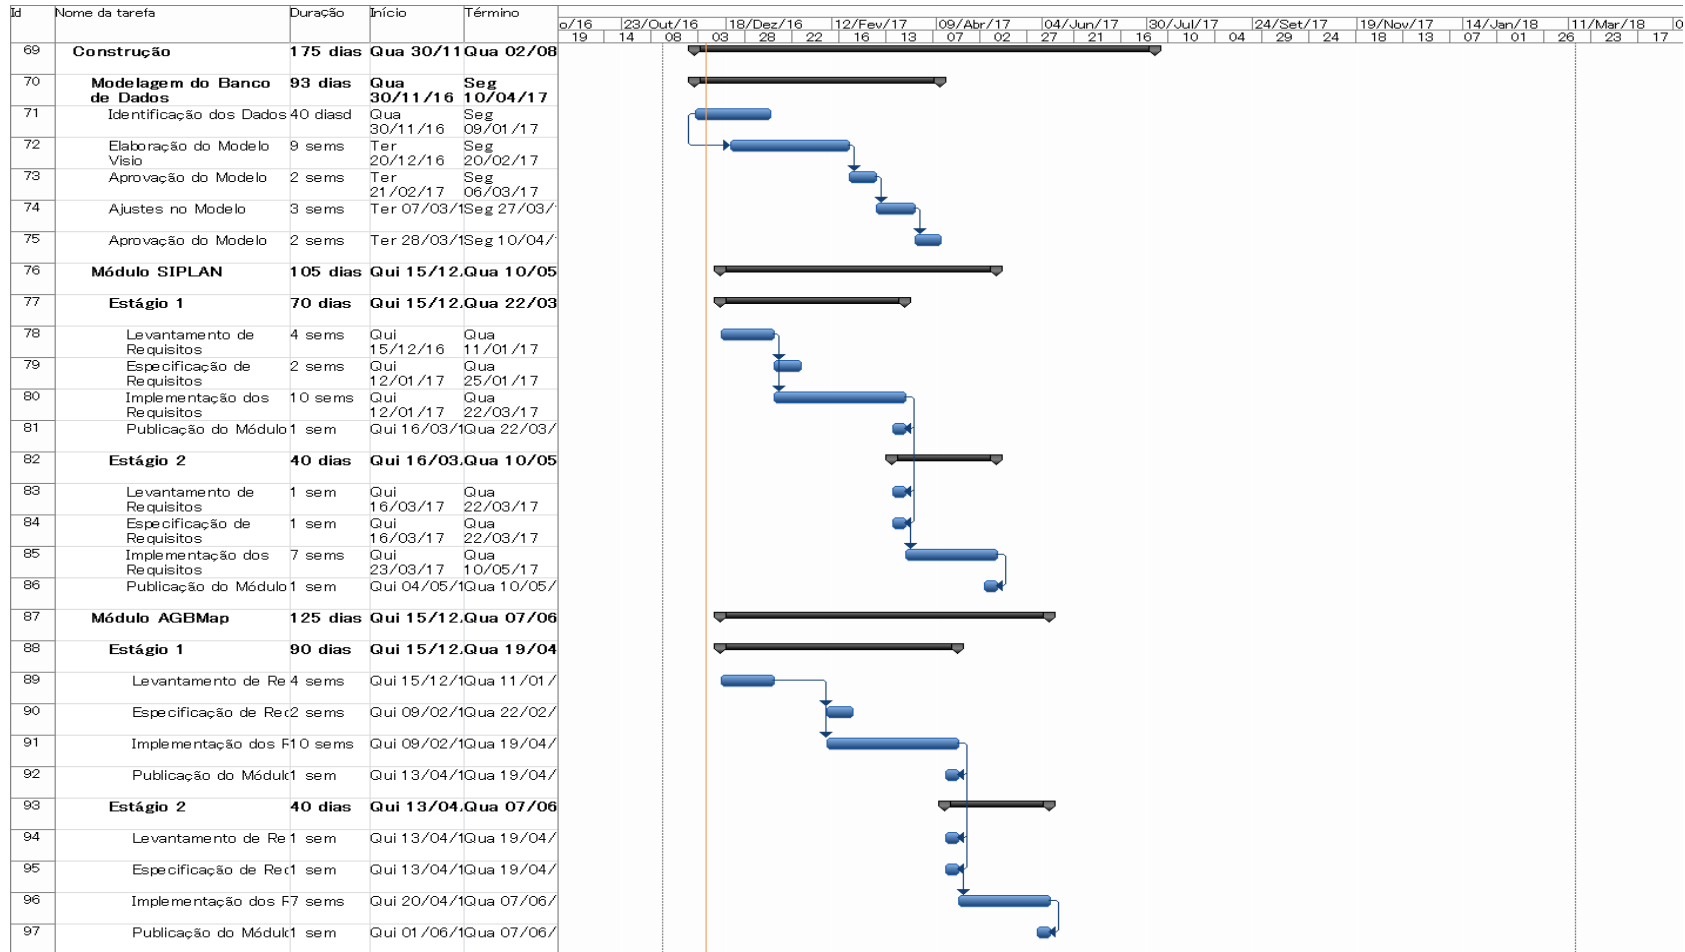 Id Nome da tarefa Duração Início Término
o/16 23/Out/16 18/Dez/16 12/Fev/17 09/Abr/17 04/Jun/17 30/Jul/17 24/Set/17 19/Nov/17 14/Jan/18 11/Mar/18 0
19 14 08 03 28 22 16 13 07 02 27 21 16 10 04 29 24 18 13 07 01 26 23 17
69 Construção 175 dias Qua 30/11 Qua 02/08
70 Modelagem do Banco de Dados 93 dias Qua 30/11/16 Seg 10/04/17
71 Identificação dos Dados 40 diasd Qua 30/11/16 Seg 09/01/17
72 Elaboração do Modelo Visio 9 sems Ter 20/12/16 Seg 20/02/17
73 Aprovação do Modelo 2 sems Ter 21/02/17 Seg 06/03/17
74 Ajustes no Modelo 3 sems Ter 07/03/1 Seg 27/03/
75 Aprovação do Modelo 2 sems Ter 28/03/1 Seg 10/04/
76 Módulo SIPLAN 105 dias Qui 15/12. Qua 10/05
77 Estágio 1 70 dias Qui 15/12. Qua 22/03
78 Levantamento de Requisitos 4 sems Qui 15/12/16 Qua 11/01/17
79 Especificação de Requisitos 2 sems Qui 12/01/17 Qua 25/01/17
80 Implementação dos Requisitos 10 sems Qui 12/01/17 Qua 22/03/17
81 Publicação do Módulo 1 sem Qui 16/03/1 Qua 22/03/
82 Estágio 2 40 dias Qui 16/03. Qua 10/05
83 Levantamento de Requisitos 1 sem Qui 16/03/17 Qua 22/03/17
84 Especificação de Requisitos 1 sem Qui 16/03/17 Qua 22/03/17
85 Implementação dos Requisitos 7 sems Qui 23/03/17 Qua 10/05/17
86 Publicação do Módulo 1 sem Qui 04/05/1 Qua 10/05/
87 Módulo AGBMap 125 dias Qui 15/12. Qua 07/06
88 Estágio 1 90 dias Qui 15/12. Qua 19/04
89 Levantamento de Re 4 sems Qui 15/12/1 Qua 11/01/
90 Especificação de Rec 2 sems Qui 09/02/1 Qua 22/02/
91 Implementação dos F 10 sems Qui 09/02/1 Qua 19/04/
92 Publicação do Módulc 1 sem Qui 13/04/1 Qua 19/04/
93 Estágio 2 40 dias Qui 13/04. Qua 07/06
94 Levantamento de Re 1 sem Qui 13/04/1 Qua 19/04/
95 Especificação de Rec 1 sem Qui 13/04/1 Qua 19/04/
96 Implementação dos F 7 sems Qui 20/04/1 Qua 07/06/
97 Publicação do Módulc 1 sem Qui 01/06/1 Qua 07/06/